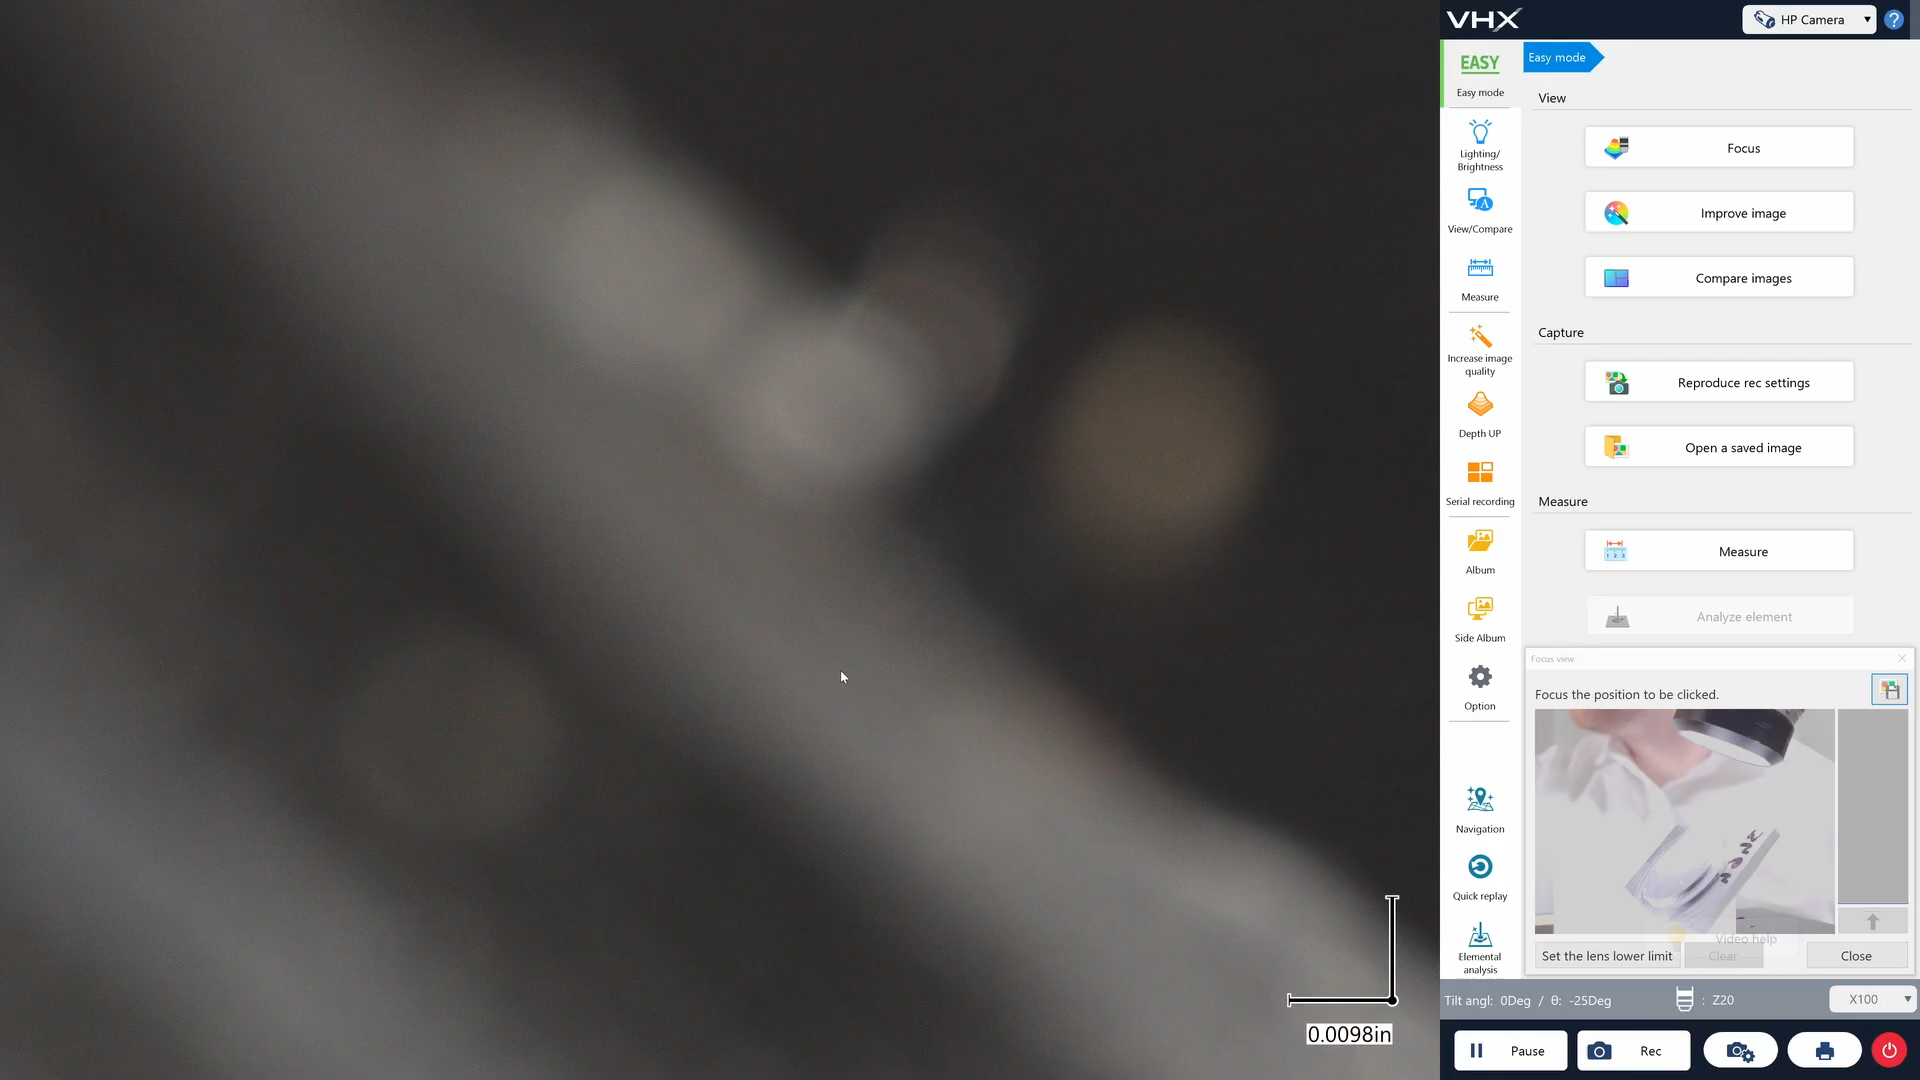 VHX
HP Camera
EASY
Easy mode
Easy mode
View
Lighting/
Brightness
Focus
View/Compare
Improve image
Measure
Compare images
Capture
Increase image
quality
Reproduce rec settings
Depth UP
Open a saved image
Serial recording
Measure
Album
Measure
Side Album
Analyze element
Option
Focus view
Focus the position to be clicked.
Navigation
Quick replay
Video help
Elemental
analysis
Set the lens lower limit
Clear
Close
Tilt angl: 0Deg / θ: -25Deg
: Z20
X100
0.0098in
Pause
Rec